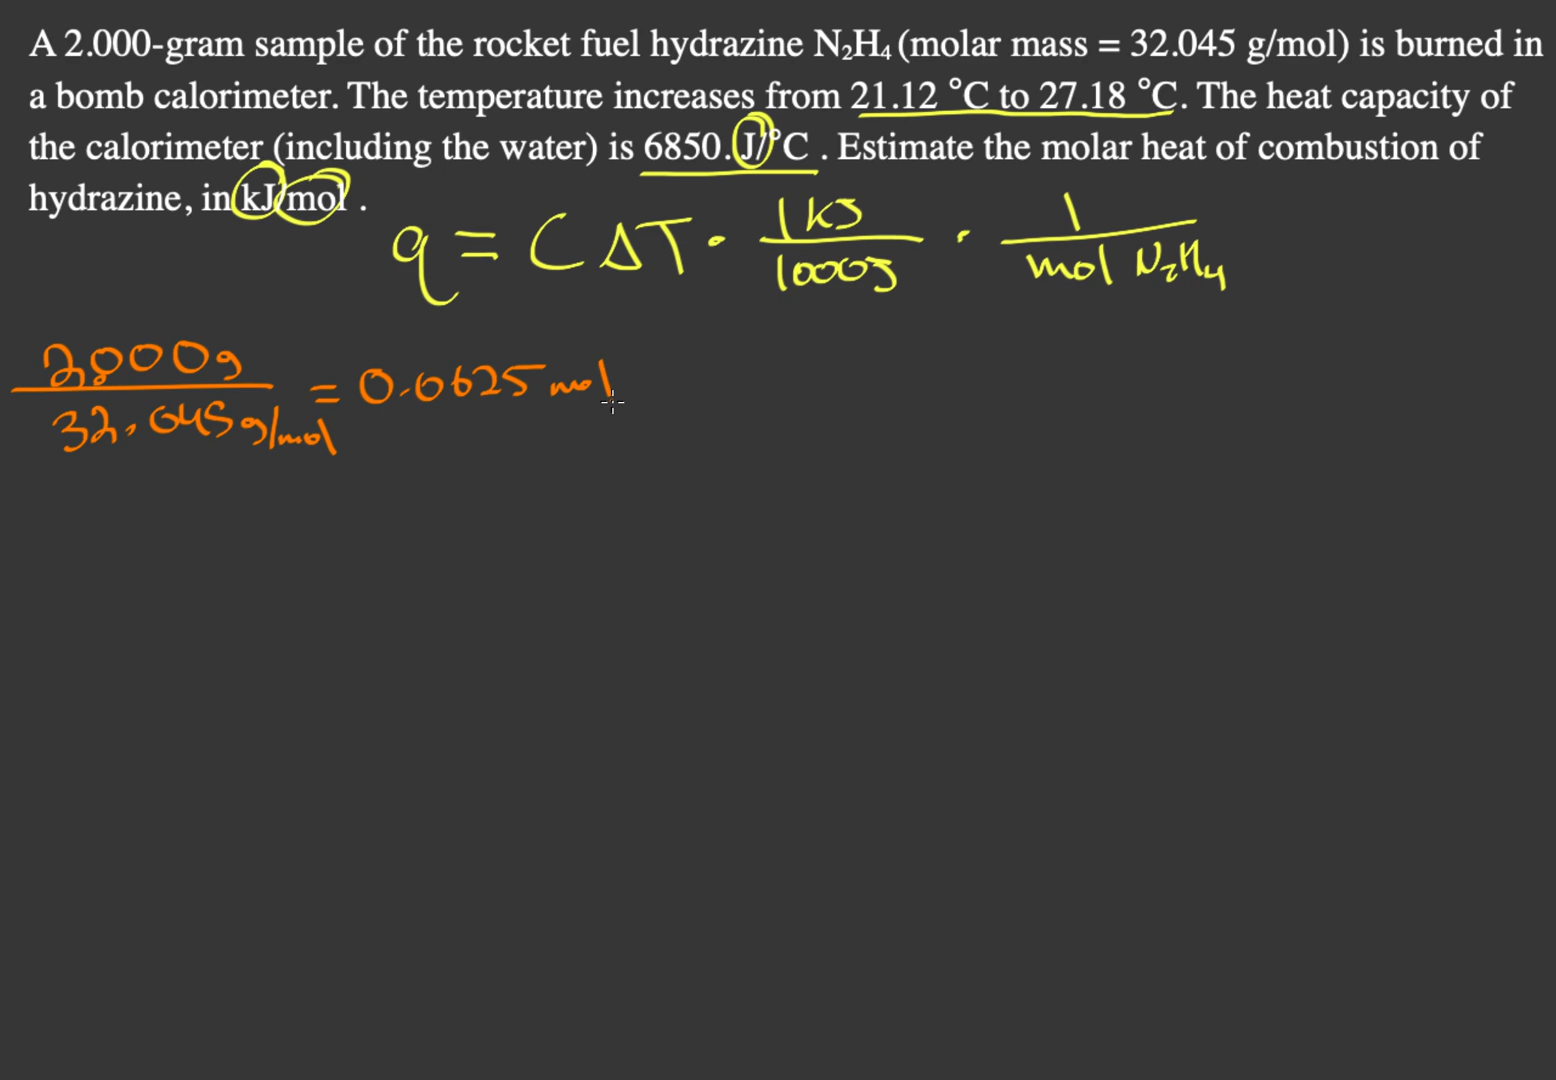 A 2.000-gram sample of the rocket fuel hydrazine N₂H₄ (molar mass = 32.045 g/mol) is burned in
a bomb calorimeter. The temperature increases from 21.12 °C to 27.18 °C. The heat capacity of
the calorimeter (including the water) is 6850. J/°C . Estimate the molar heat of combustion of
hydrazine, in kJ/mol .
q = C ΔT · 1 kJ / 1000J · 1 / mol N₂H₄
2.000g / 32.045 g/mol = 0.0625 mol